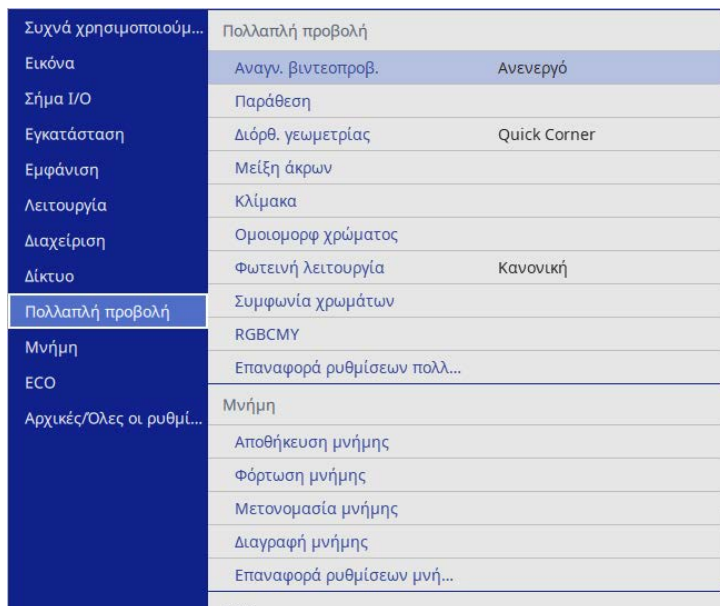 Συχνά χρησιμοποιούμ...
Εικόνα
Σήμα I/O
Εγκατάσταση
Εμφάνιση
Λειτουργία
Διαχείριση
Δίκτυο
Πολλαπλή προβολή
Μνήμη
ECO
Αρχικές/Όλες οι ρυθμί...
Πολλαπλή προβολή
Αναγν. βιντεοπροβ. Ανενεργό
Παράθεση
Διόρθ. γεωμετρίας Quick Corner
Μείξη άκρων
Κλίμακα
Ομοιομορφ χρώματος
Φωτεινή λειτουργία Κανονική
Συμφωνία χρωμάτων
RGBCMY
Επαναφορά ρυθμίσεων πολλ...
Μνήμη
Αποθήκευση μνήμης
Φόρτωση μνήμης
Μετονομασία μνήμης
Διαγραφή μνήμης
Επαναφορά ρυθμίσεων μνή...